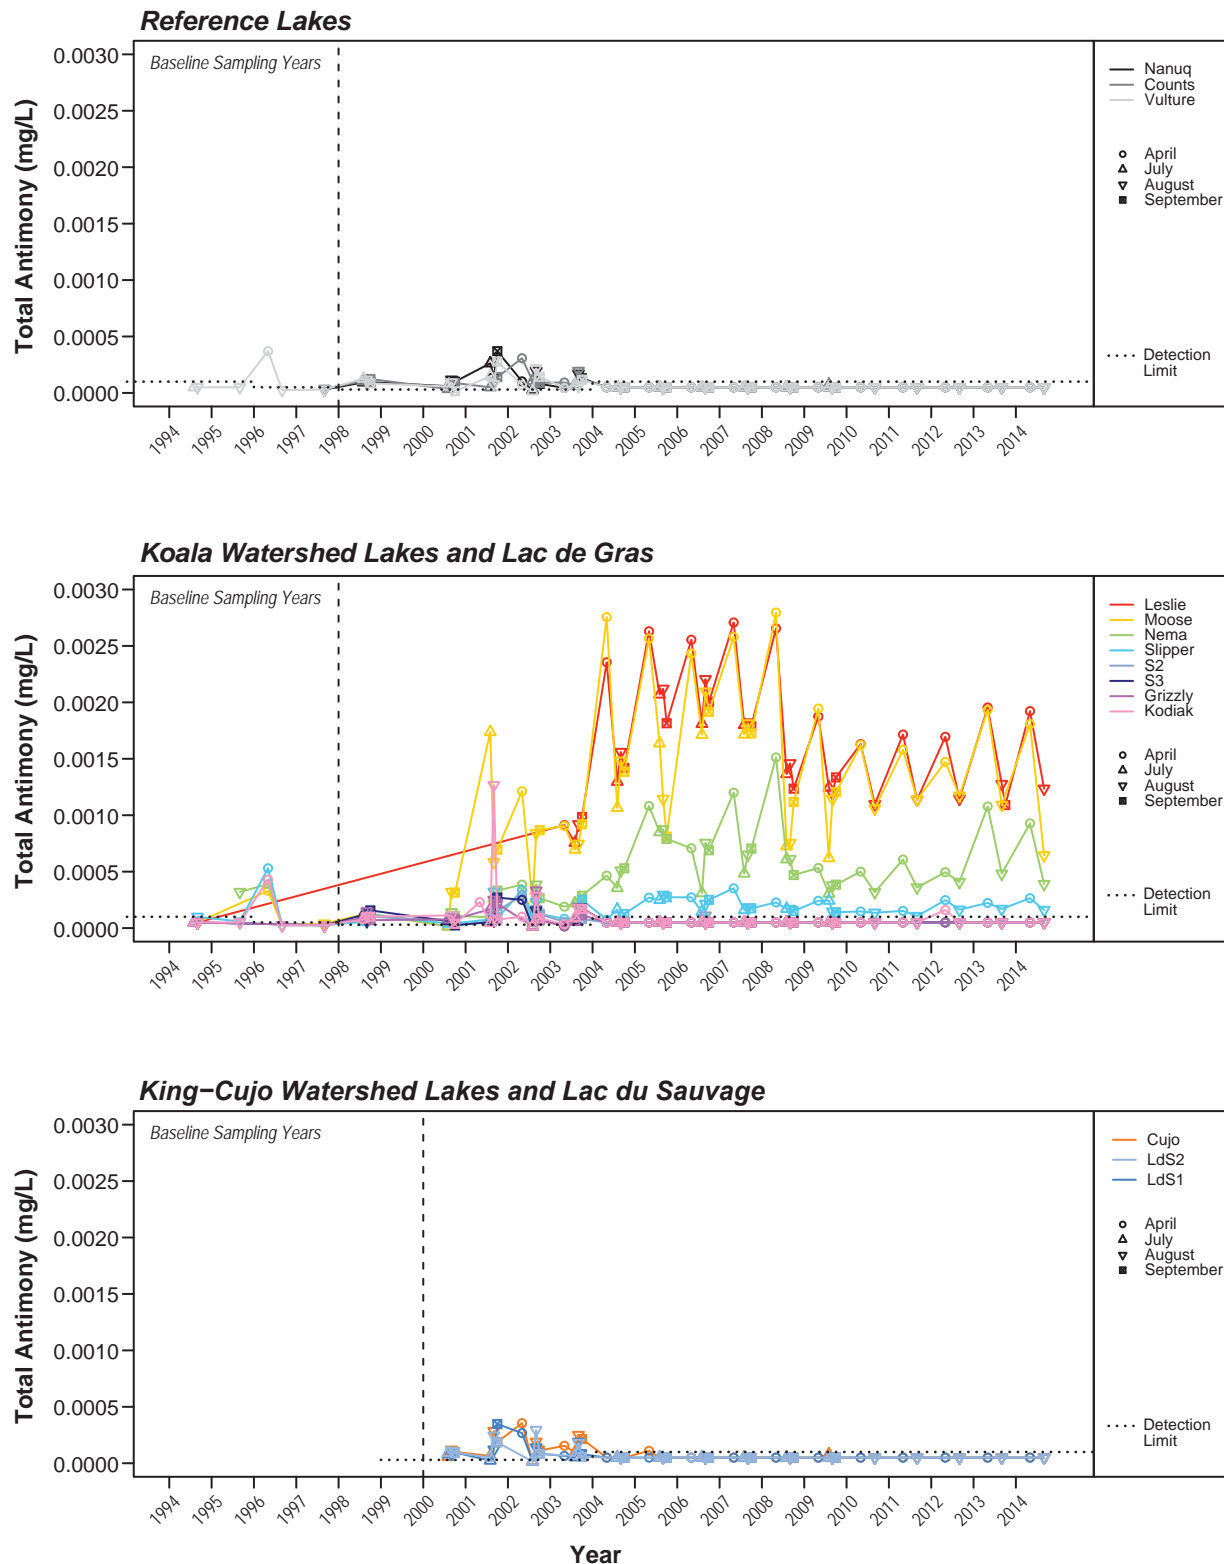 Reference Lakes
Total Antimony (mg/L)
Baseline Sampling Years
0.0030
0.0025
0.0020
0.0015
0.0010
0.0005
0.0000
1994 1995 1996 1997 1998 1999 2000 2001 2002 2003 2004 2005 2006 2007 2008 2009 2010 2011 2012 2013 2014
Nanuq
Counts
Vulture
April
July
August
September
Detection
Limit
Koala Watershed Lakes and Lac de Gras
Total Antimony (mg/L)
Baseline Sampling Years
0.0030
0.0025
0.0020
0.0015
0.0010
0.0005
0.0000
1994 1995 1996 1997 1998 1999 2000 2001 2002 2003 2004 2005 2006 2007 2008 2009 2010 2011 2012 2013 2014
Leslie
Moose
Nema
Slipper
S2
S3
Grizzly
Kodiak
April
July
August
September
Detection
Limit
King−Cujo Watershed Lakes and Lac du Sauvage
Total Antimony (mg/L)
Baseline Sampling Years
0.0030
0.0025
0.0020
0.0015
0.0010
0.0005
0.0000
1994 1995 1996 1997 1998 1999 2000 2001 2002 2003 2004 2005 2006 2007 2008 2009 2010 2011 2012 2013 2014
Cujo
LdS2
LdS1
April
July
August
September
Detection
Limit
Year